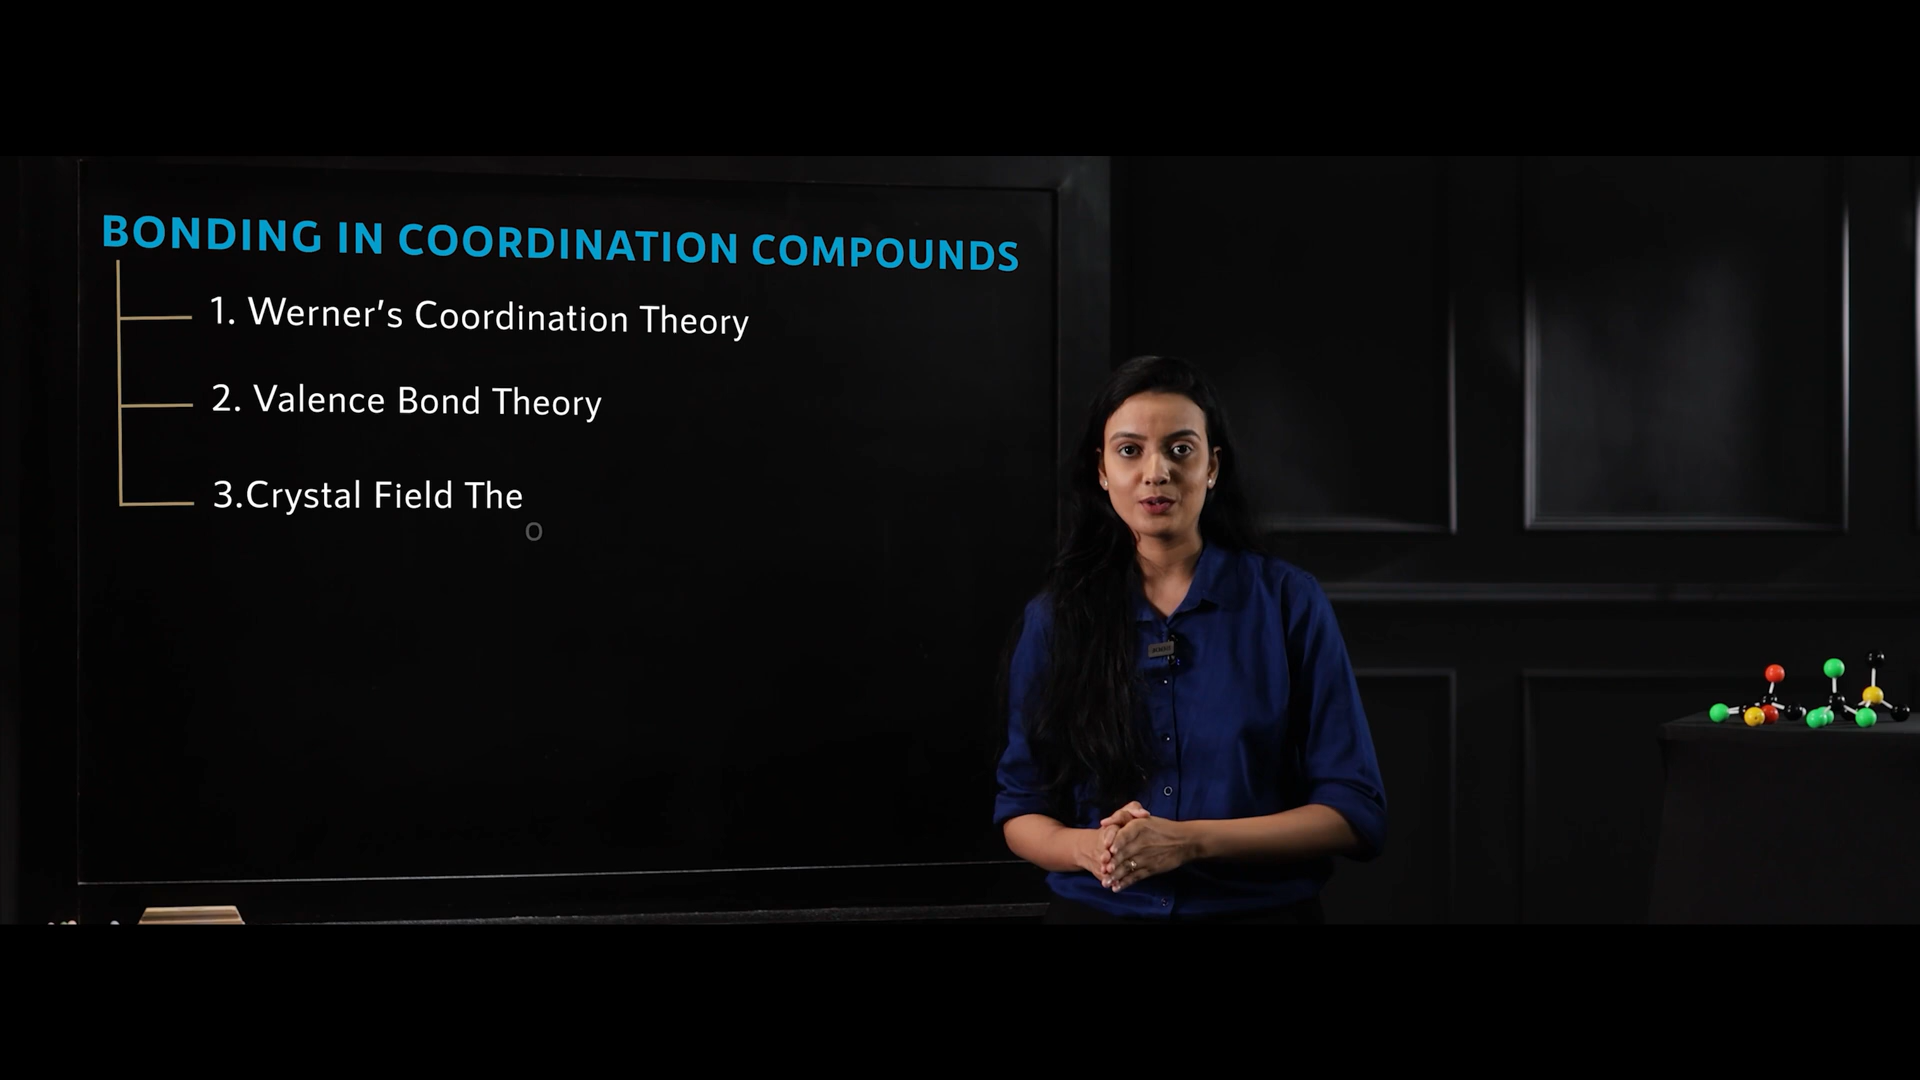 BONDING IN COORDINATION COMPOUNDS
1. Werner's Coordination Theory
2. Valence Bond Theory
3.Crystal Field The
o